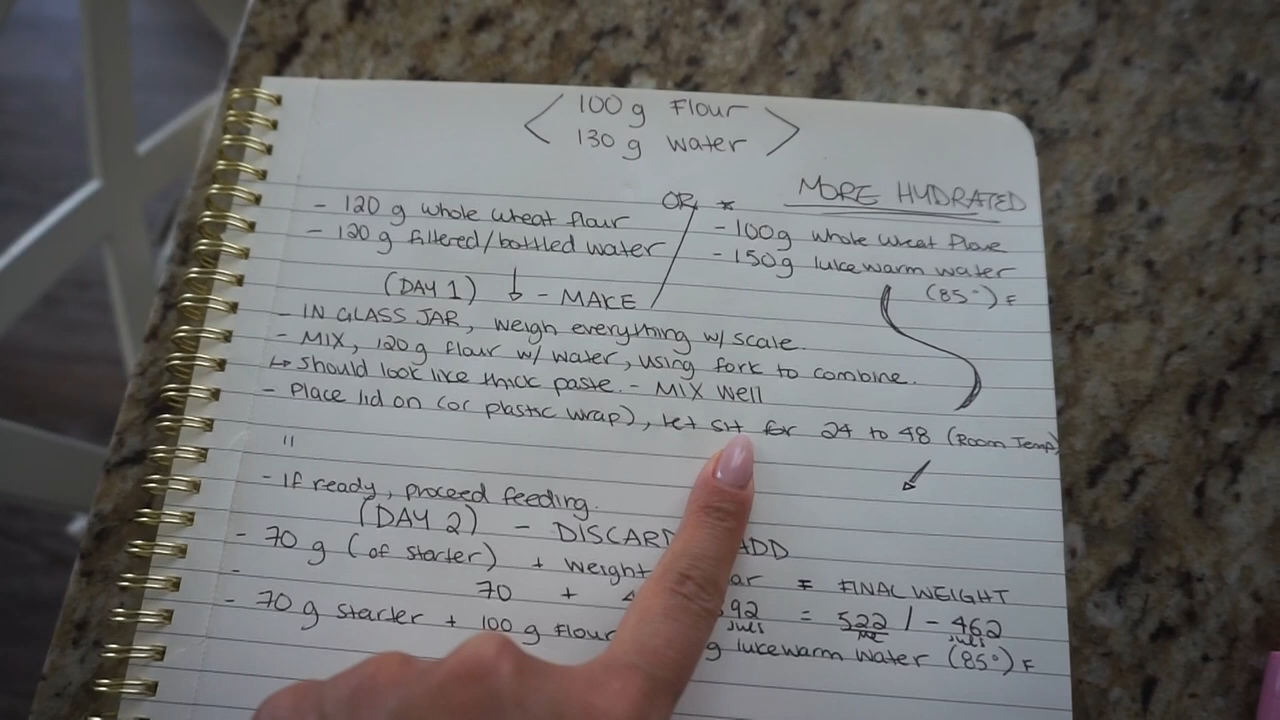 100 g Flour
130 g water
MORE HYDRATED
- 120 g whole wheat flour
- 120 g filtered/bottled water
OR *
- 100g whole wheat
- 150g lukewarm water
(85°) F
(DAY 1) ↓ - MAKE
- IN GLASS JAR, weigh everything w/ scale.
- MIX, 120g flour w/ water, using fork to combine.
↳ should look like thick paste. - MIX Well
- Place lid on (or plastic wrap), let sit for 24 to 48 (Room Temp)
"
- If ready, proceed feeding.
(DAY 2) - DISCARD ADD
- 70 g (of starter) + weight = FINAL WEIGHT
- 70 + = 522 / - 462
- 70 g starter + 100 g flour g lukewarm water (85°) F